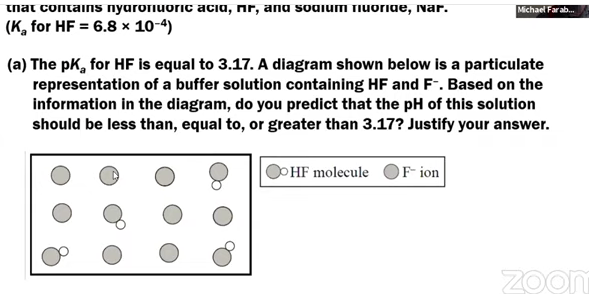 that contains hydrofluoric acid, HF, and sodium fluoride, NaF.
Michael Farab...
(Kₐ for HF = 6.8 × 10⁻⁴)
(a) The pKₐ for HF is equal to 3.17. A diagram shown below is a particulate
representation of a buffer solution containing HF and F⁻. Based on the
information in the diagram, do you predict that the pH of this solution
should be less than, equal to, or greater than 3.17? Justify your answer.
HF molecule F⁻ ion
zoom